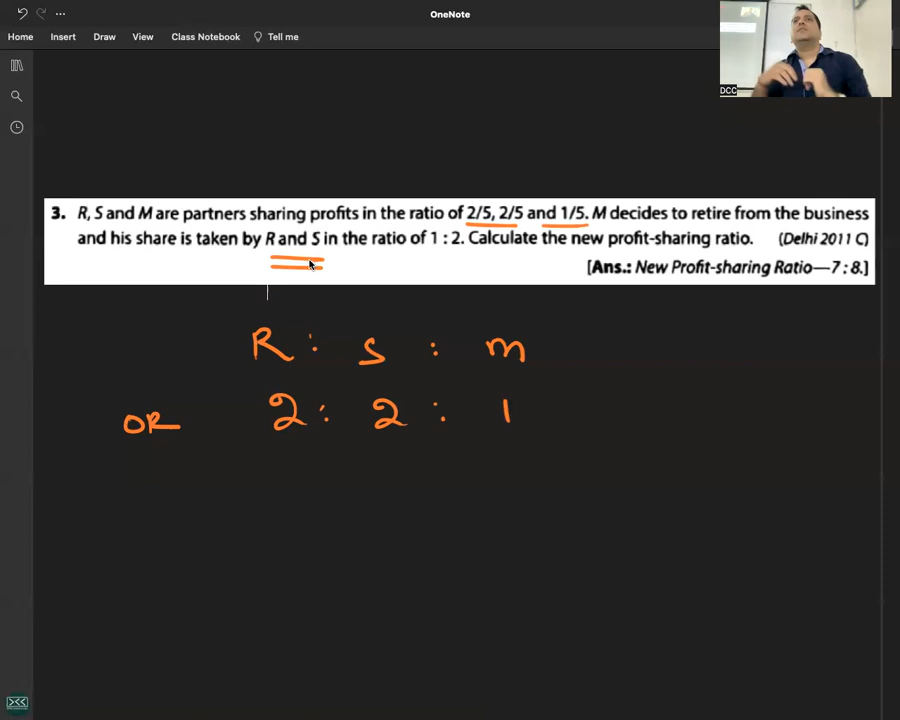 OneNote
Home Insert Draw View Class Notebook Tell me
DCC
3. R, S and M are partners sharing profits in the ratio of 2/5, 2/5 and 1/5. M decides to retire from the business
and his share is taken by R and S in the ratio of 1 : 2. Calculate the new profit-sharing ratio. (Delhi 2011 C)
[Ans.: New Profit-sharing Ratio—7 : 8.]
R : S : m
OR 2 : 2 : 1